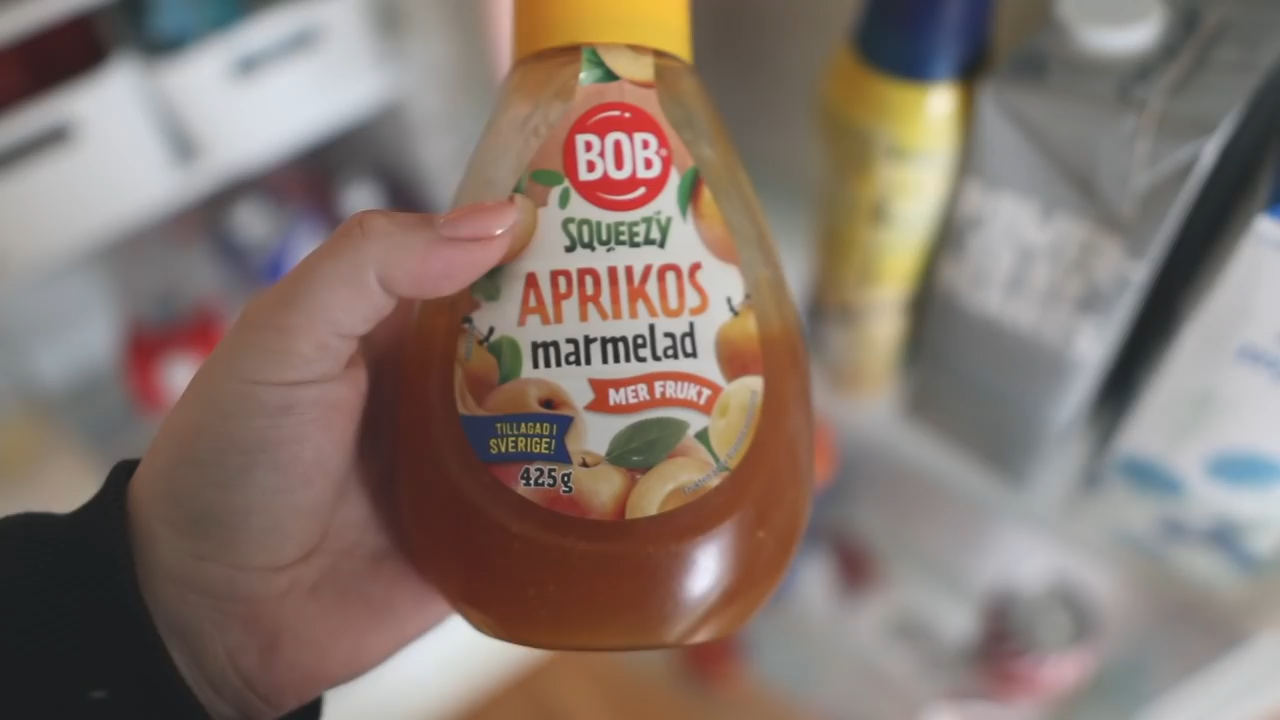 BOB
SQUEEZY
APRIKOS
marmelad
MER FRUKT
TILLAGAD I
SVERIGE!
425g